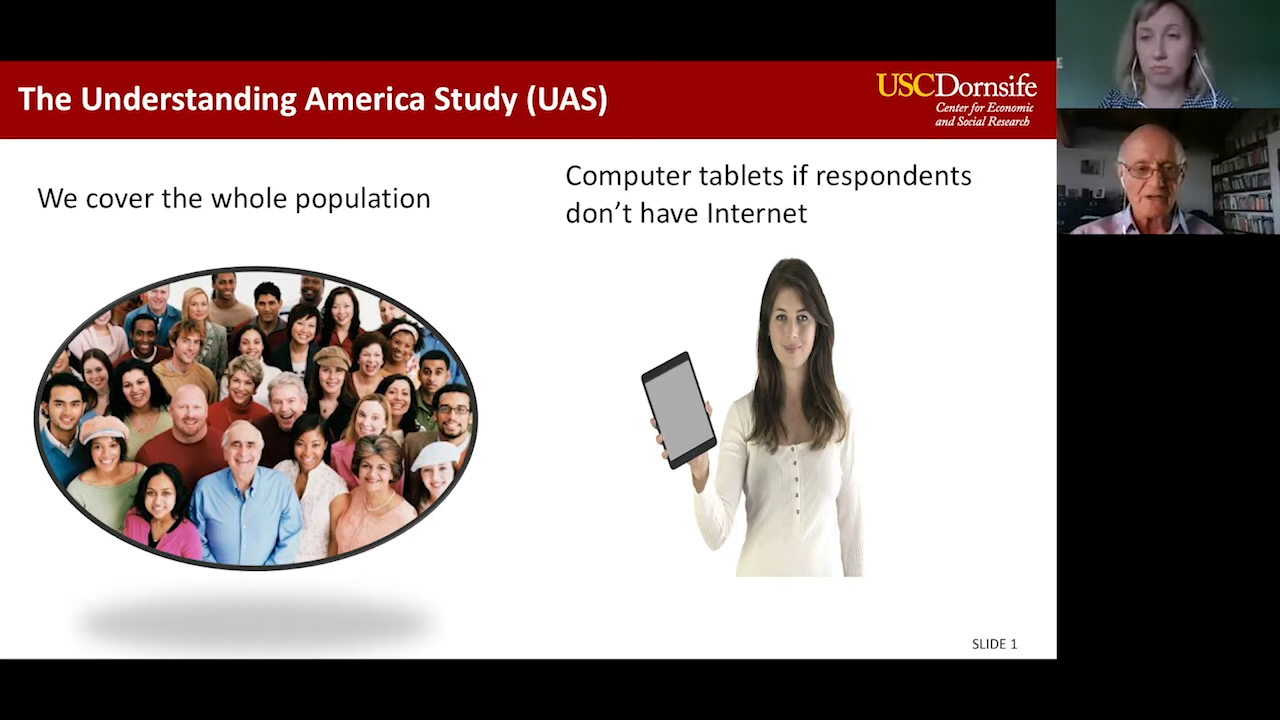 The Understanding America Study (UAS)
USCDornsife
Center for Economic
and Social Research
We cover the whole population
Computer tablets if respondents
don’t have Internet
SLIDE 1